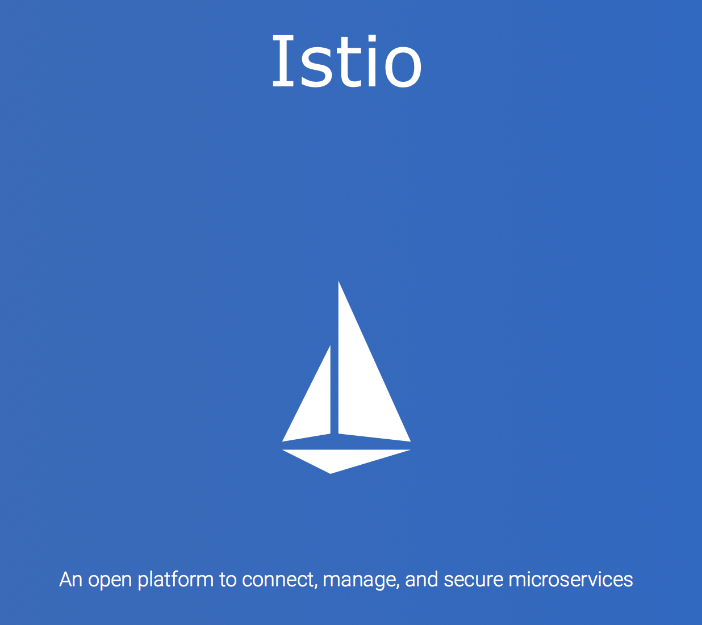 Istio
An open platform to connect, manage, and secure microservices